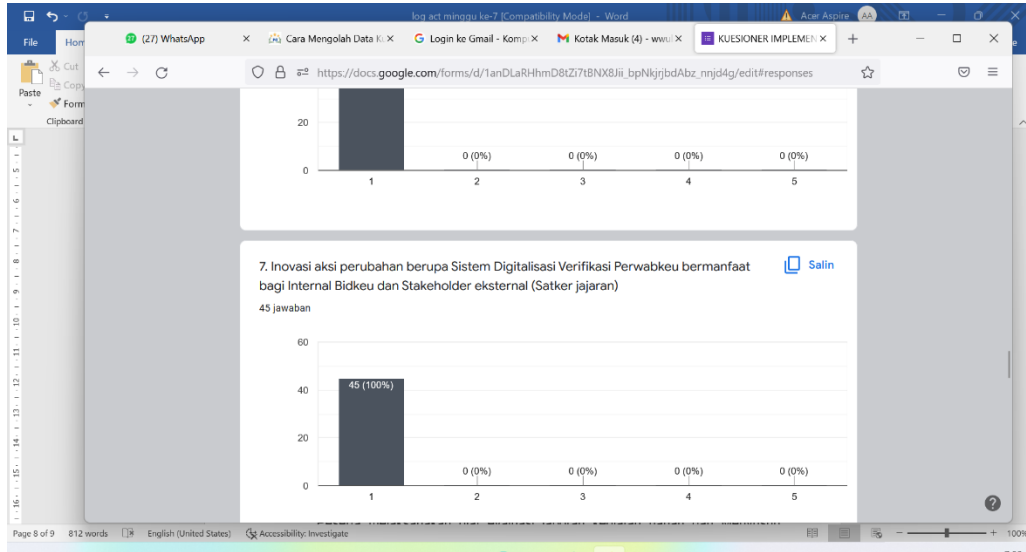 log act minggu ke-7 [Compatibility Mode] - Word
Acer Aspire
AA
File
Hom
(27) WhatsApp
Cara Mengolah Data K
Login ke Gmail - Komp
Kotak Masuk (4) - wwul
KUESIONER IMPLEMEN
Cut
Copy
Paste
Form
Clipboard
https://docs.google.com/forms/d/1anDLaRHhmD8tZi7tBNX8Jii_bpNkjrjbdAbz_nnjd4g/edit#responses
20
0 (0%) 0 (0%) 0 (0%) 0 (0%)
0
1 2 3 4 5
7. Inovasi aksi perubahan berupa Sistem Digitalisasi Verifikasi Perwabkeu bermanfaat
bagi Internal Bidkeu dan Stakeholder eksternal (Satker jajaran)
Salin
45 jawaban
60
45 (100%)
40
20
0 (0%) 0 (0%) 0 (0%) 0 (0%)
0
1 2 3 4 5
Page 8 of 9 812 words English (United States) Accessibility: Investigate 100%